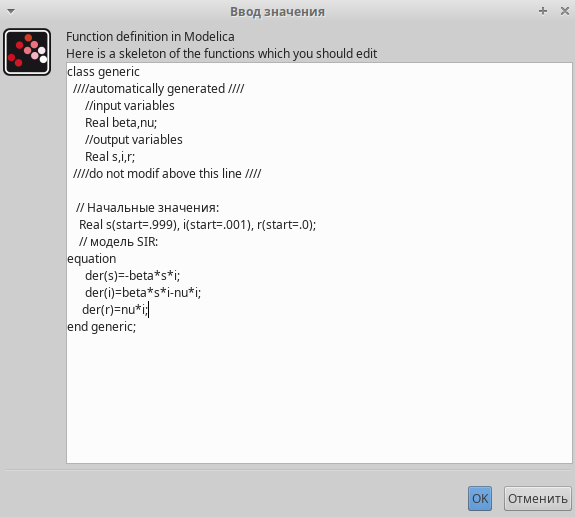 Ввод значения
Function definition in Modelica
Here is a skeleton of the functions which you should edit
class generic
////automatically generated ////
//input variables
Real beta,nu;
//output variables
Real s,i,r;
////do not modif above this line ////
// Начальные значения:
Real s(start=.999), i(start=.001), r(start=.0);
// модель SIR:
equation
der(s)=-beta*s*i;
der(i)=beta*s*i-nu*i;
der(r)=nu*i;
end generic;
OK
Отменить